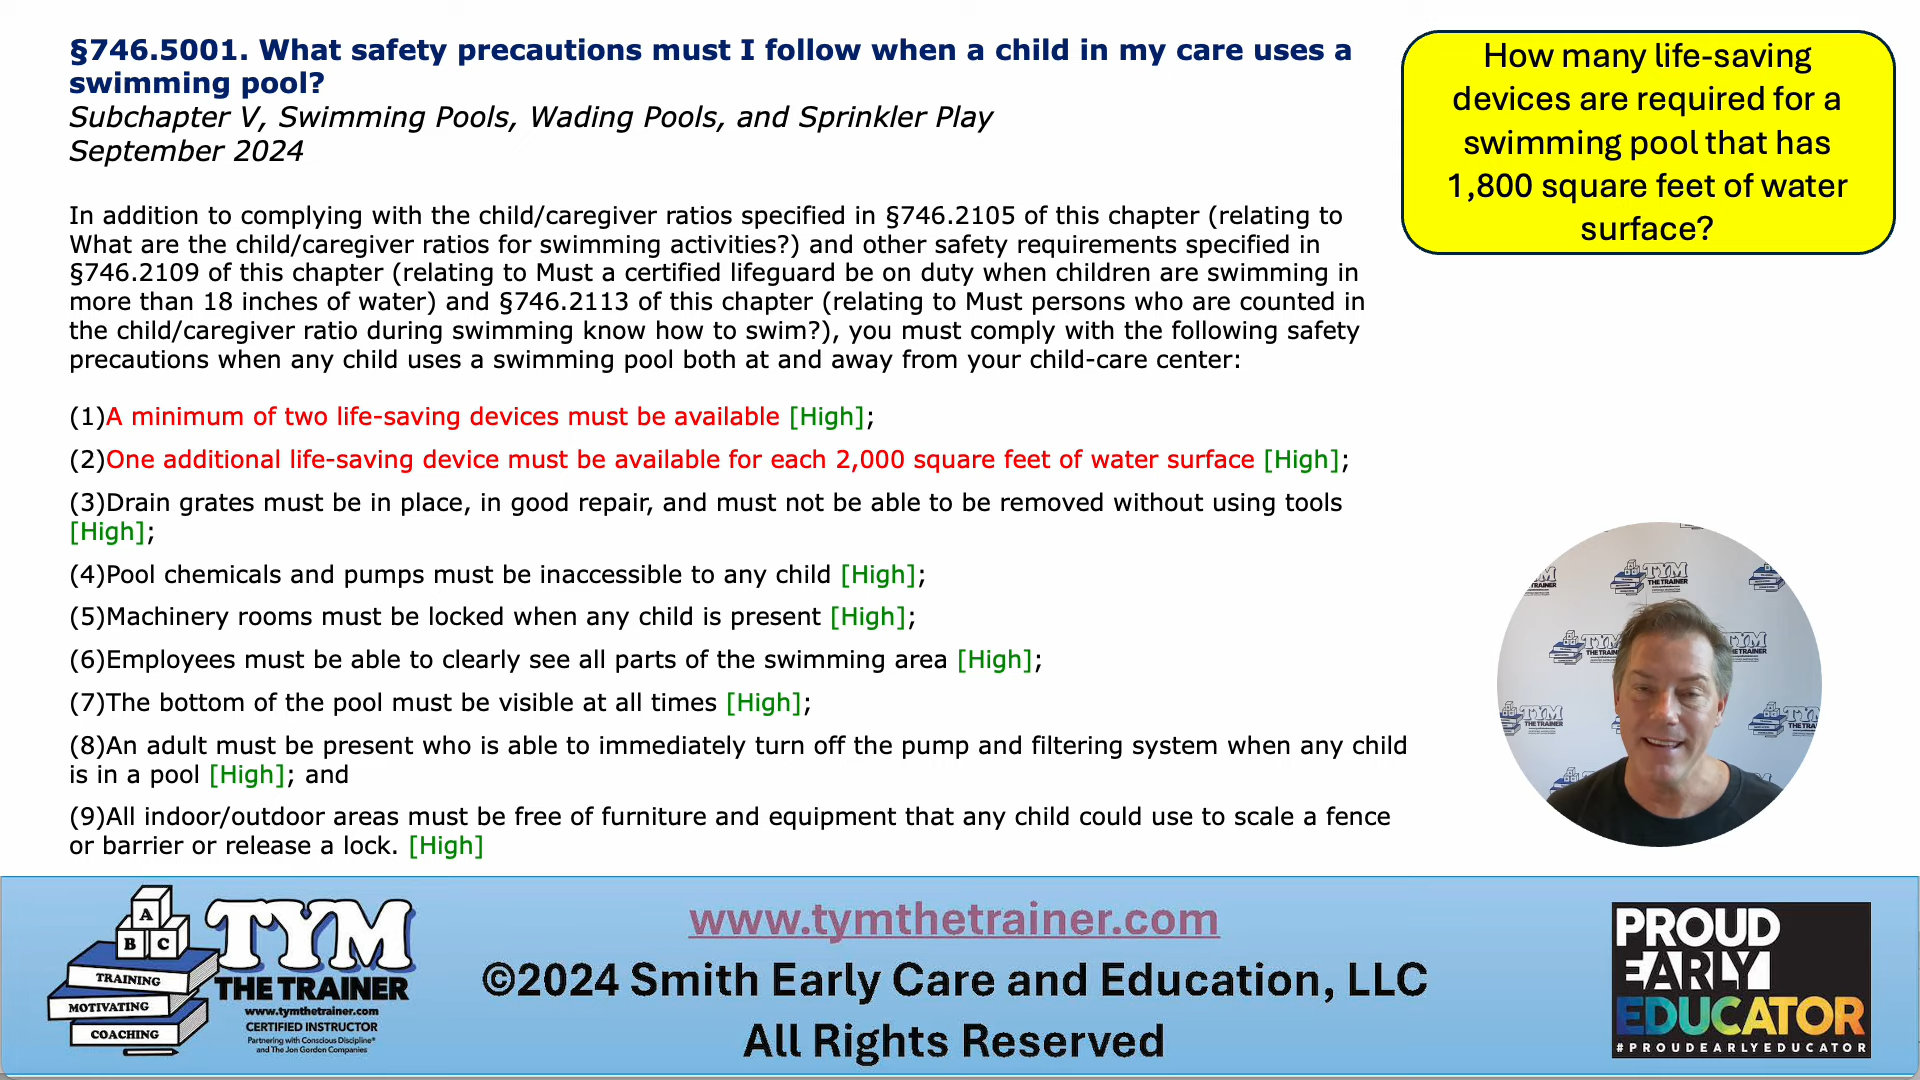 §746.5001. What safety precautions must I follow when a child in my care uses a
swimming pool?
Subchapter V, Swimming Pools, Wading Pools, and Sprinkler Play
September 2024
In addition to complying with the child/caregiver ratios specified in §746.2105 of this chapter (relating to
What are the child/caregiver ratios for swimming activities?) and other safety requirements specified in
§746.2109 of this chapter (relating to Must a certified lifeguard be on duty when children are swimming in
more than 18 inches of water) and §746.2113 of this chapter (relating to Must persons who are counted in
the child/caregiver ratio during swimming know how to swim?), you must comply with the following safety
precautions when any child uses a swimming pool both at and away from your child-care center:
(1)A minimum of two life-saving devices must be available [High];
(2)One additional life-saving device must be available for each 2,000 square feet of water surface [High];
(3)Drain grates must be in place, in good repair, and must not be able to be removed without using tools
[High];
(4)Pool chemicals and pumps must be inaccessible to any child [High];
(5)Machinery rooms must be locked when any child is present [High];
(6)Employees must be able to clearly see all parts of the swimming area [High];
(7)The bottom of the pool must be visible at all times [High];
(8)An adult must be present who is able to immediately turn off the pump and filtering system when any child
is in a pool [High]; and
(9)All indoor/outdoor areas must be free of furniture and equipment that any child could use to scale a fence
or barrier or release a lock. [High]
How many life-saving
devices are required for a
swimming pool that has
1,800 square feet of water
surface?
TYM
THE TRAINER
A
B C
TRAINING
MOTIVATING
COACHING
TYM
THE TRAINER
www.tymthetrainer.com
CERTIFIED INSTRUCTOR
Partnering with Conscious Discipline®
and The Jon Gordon Companies
www.tymthetrainer.com
©2024 Smith Early Care and Education, LLC
All Rights Reserved
PROUD
EARLY
EDUCATOR
#PROUDEARLYEDUCATOR